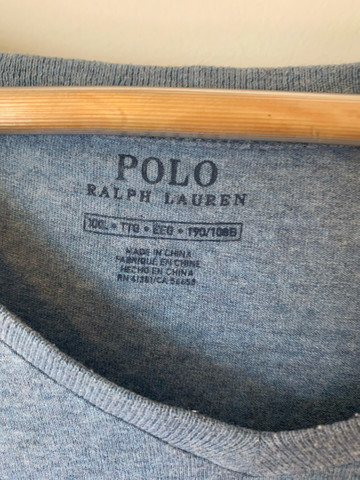 POLO
RALPH LAUREN
XXL • TTG • EEG • 190/108B
MADE IN CHINA
FABRIQUÉ EN CHINE
HECHO EN CHINA
RN 41381/CA 56653